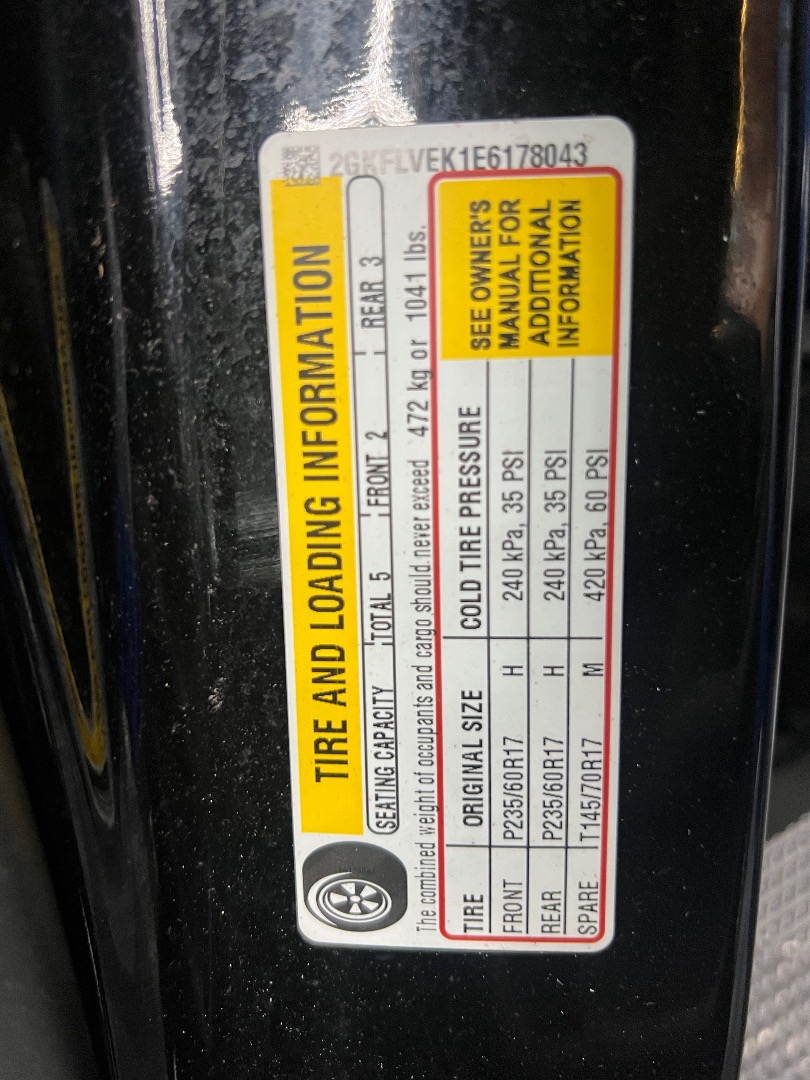 2GKFLVEK1E6178043
TIRE AND LOADING INFORMATION
SEATING CAPACITY TOTAL 5 FRONT 2 REAR 3
The combined weight of occupants and cargo should never exceed 472 kg or 1041 lbs.
TIRE ORIGINAL SIZE COLD TIRE PRESSURE
FRONT P235/60R17 H 240 kPa, 35 PSI
REAR P235/60R17 H 240 kPa, 35 PSI
SPARE T145/70R17 M 420 kPa, 60 PSI
SEE OWNER'S
MANUAL FOR
ADDITIONAL
INFORMATION